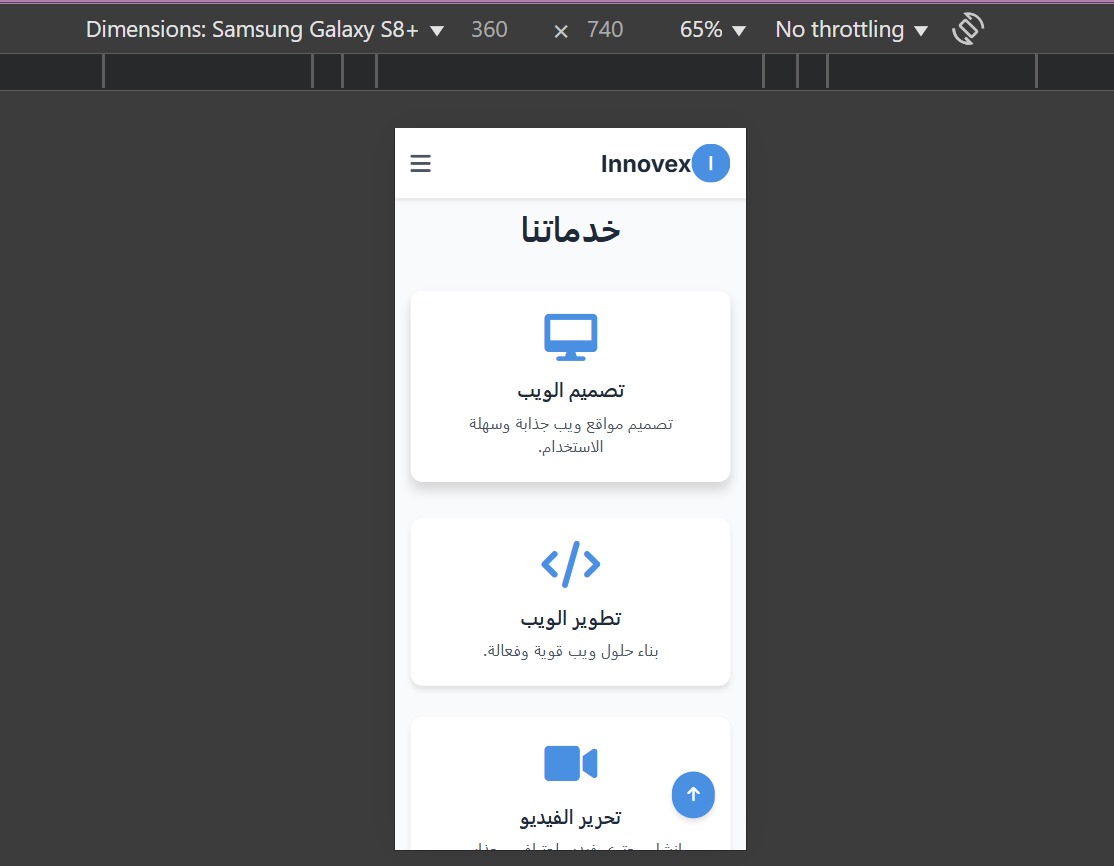 Dimensions: Samsung Galaxy S8+ 360 × 740 65% No throttling
Innovex I
خدماتنا
تصميم الويب
تصميم مواقع ويب جذابة وسهلة
الاستخدام.
تطوير الويب
بناء حلول ويب قوية وفعالة.
تحرير الفيديو